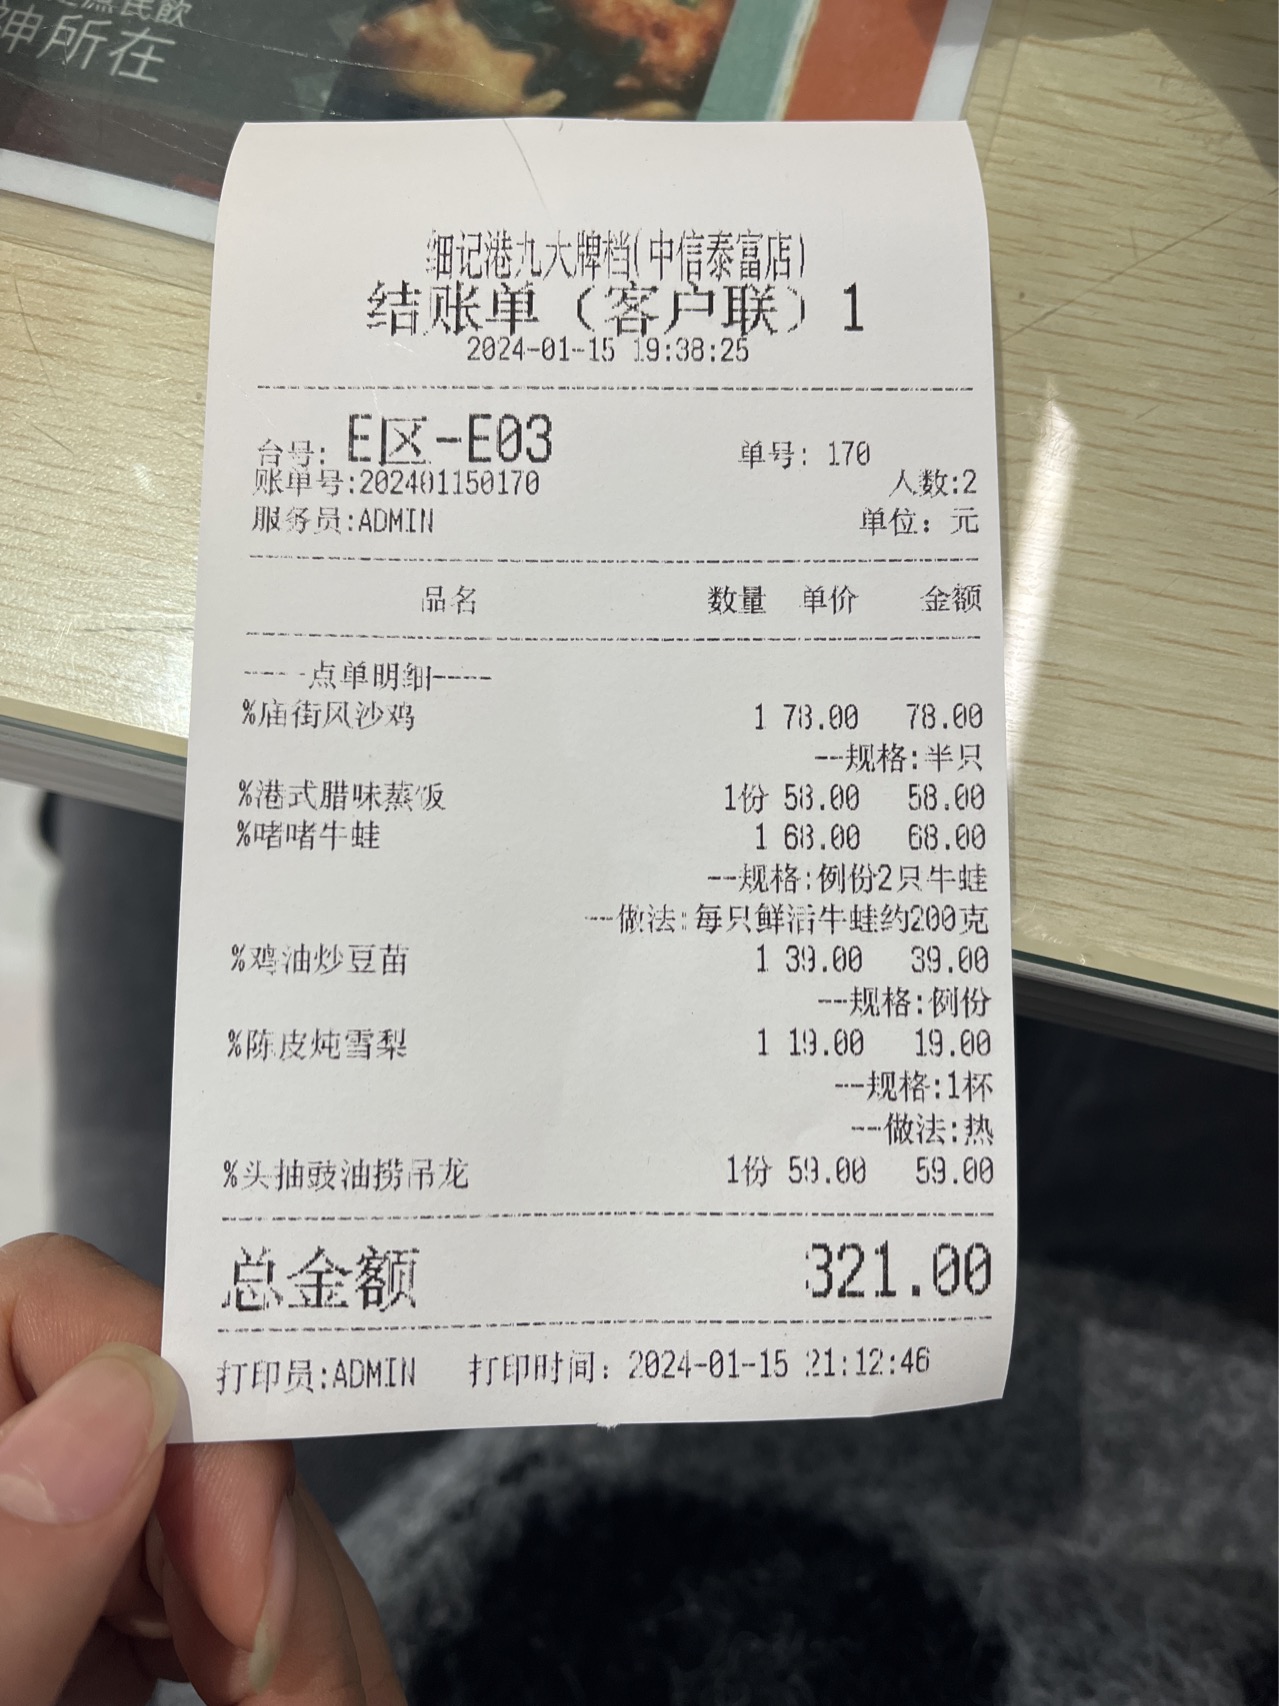 庶民飲
神所在
细记港九大牌档(中信泰富店)
结账单（客户联）1
2024-01-15 19:38:25
台号: E区-E03 单号: 170
账单号:202401150170 人数:2
服务员:ADMIN 单位: 元
品名 数量 单价 金额
-----点单明细-----
%庙街风沙鸡 1 78.00 78.00
--规格:半只
%港式腊味蒸饭 1份 58.00 58.00
%啫啫牛蛙 1 68.00 68.00
--规格:例份2只牛蛙
--做法:每只鲜活牛蛙约200克
%鸡油炒豆苗 1 39.00 39.00
--规格:例份
%陈皮炖雪梨 1 19.00 19.00
--规格:1杯
--做法:热
%头抽豉油捞吊龙 1份 59.00 59.00
总金额 321.00
打印员:ADMIN 打印时间: 2024-01-15 21:12:46